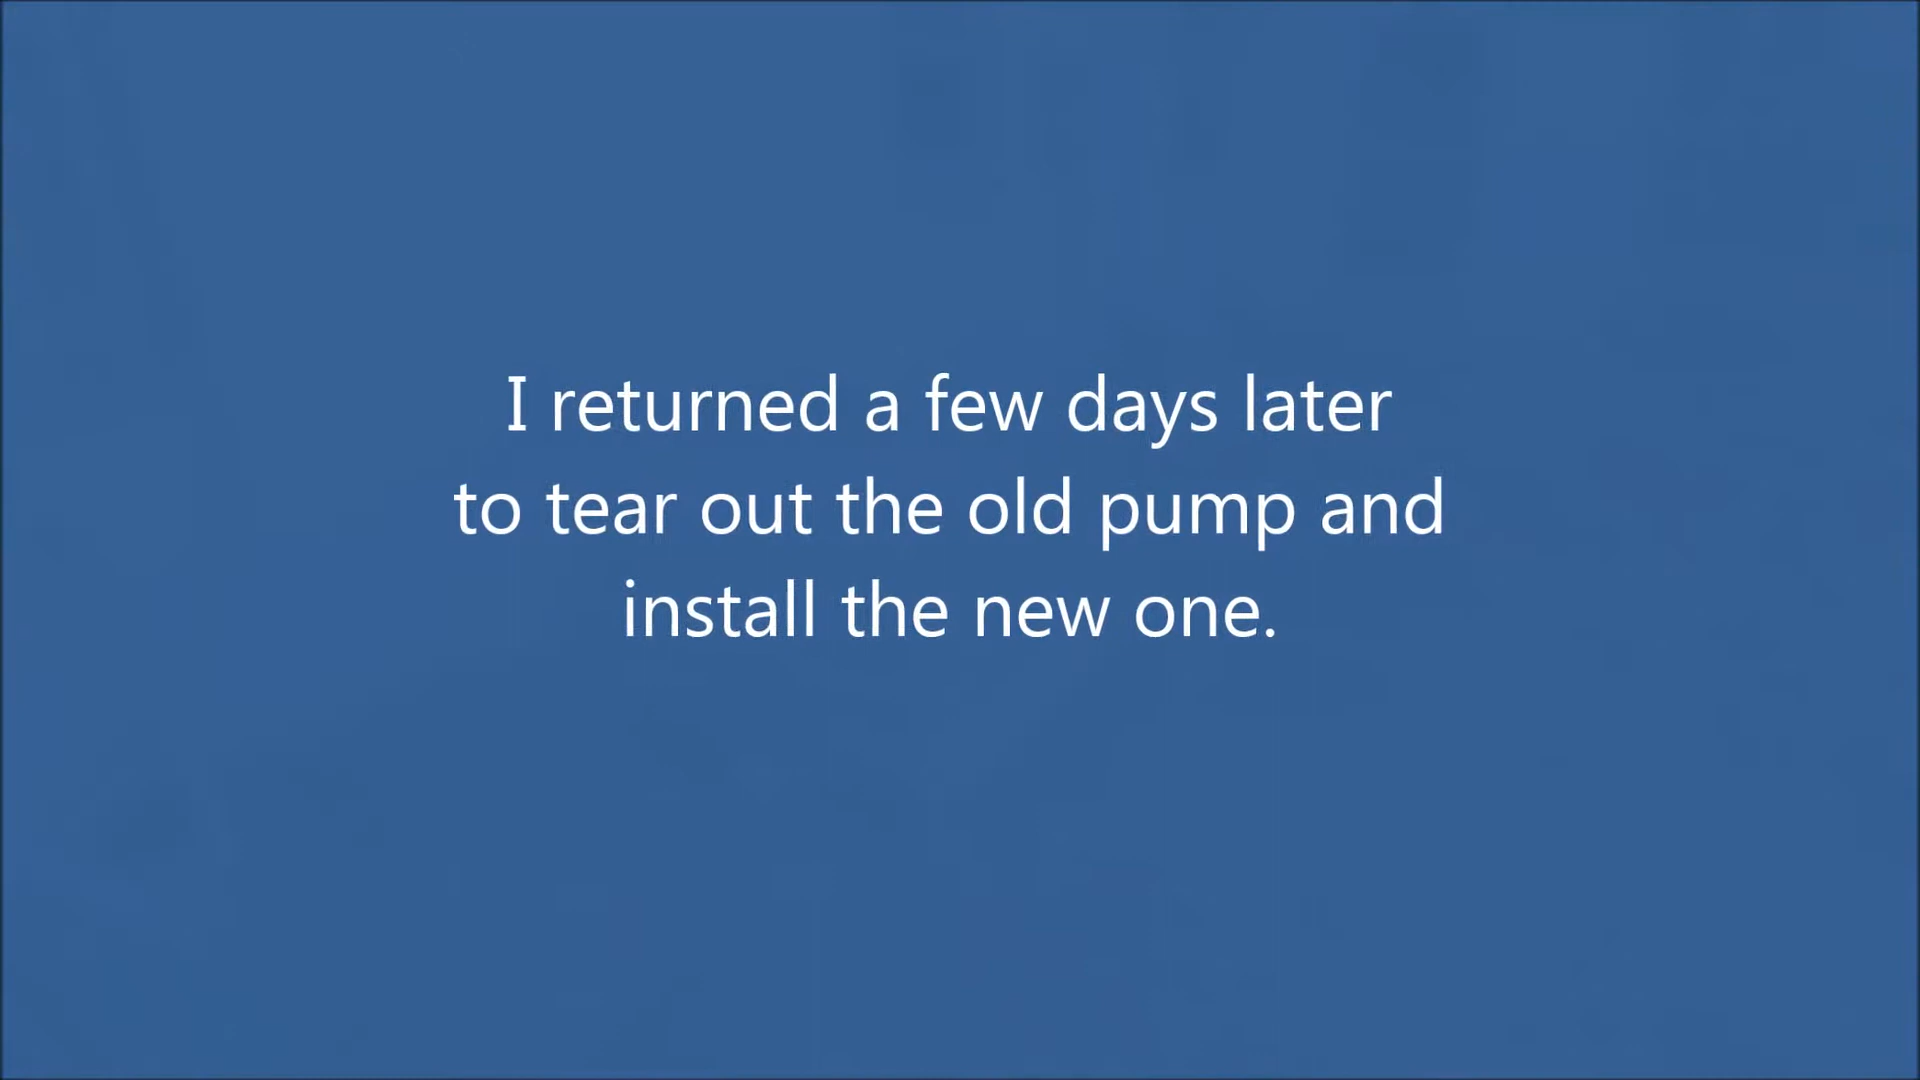 I returned a few days later
to tear out the old pump and
install the new one.